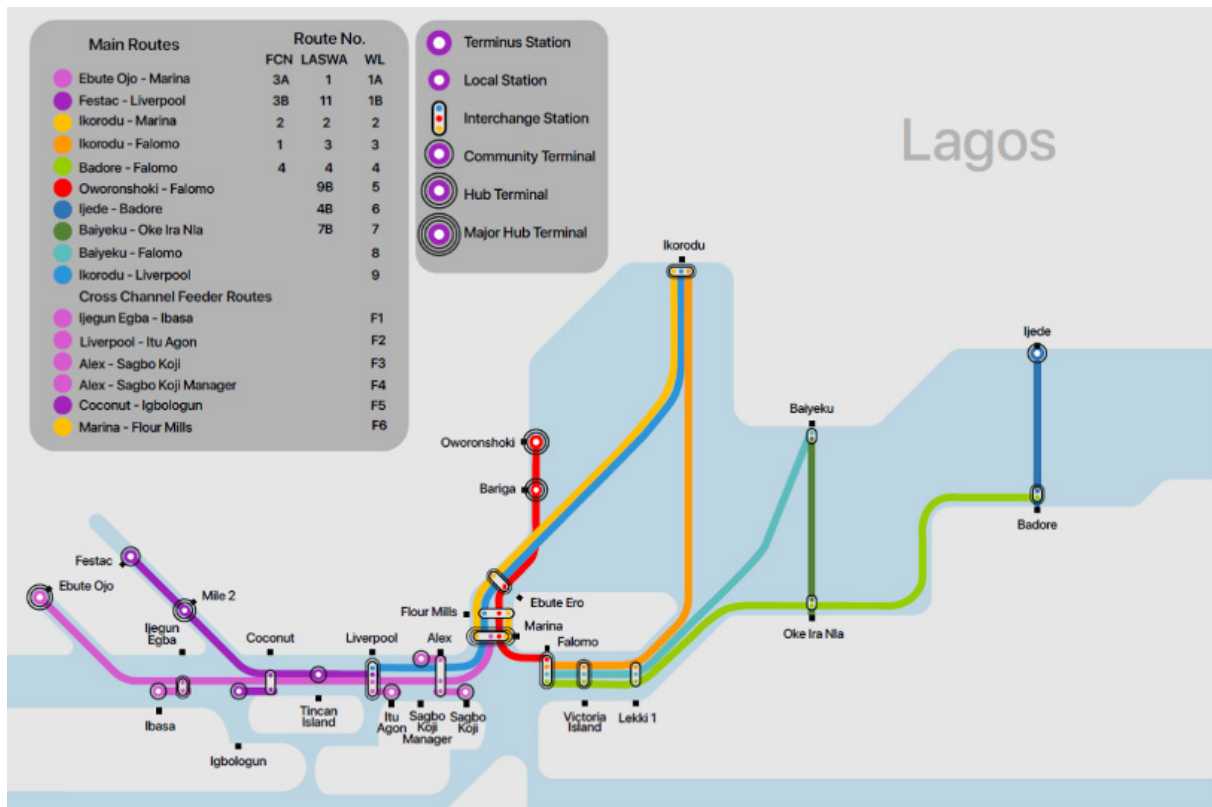 Main Routes
Route No.
FCN LASWA WL
Ebute Ojo - Marina 3A 1 1A
Festac - Liverpool 3B 11 1B
Ikorodu - Marina 2 2 2
Ikorodu - Falomo 1 3 3
Badore - Falomo 4 4 4
Oworonshoki - Falomo 9B 5
Ijede - Badore 4B 6
Baiyeku - Oke Ira Nla 7B 7
Baiyeku - Falomo 8
Ikorodu - Liverpool 9
Cross Channel Feeder Routes
Ijegun Egba - Ibasa F1
Liverpool - Itu Agon F2
Alex - Sagbo Koji F3
Alex - Sagbo Koji Manager F4
Coconut - Igbologun F5
Marina - Flour Mills F6
Terminus Station
Local Station
Interchange Station
Community Terminal
Hub Terminal
Major Hub Terminal
Lagos
Ikorodu
Ijede
Baiyeku
Oworonshoki
Bariga
Badore
Festac
Ebute Ojo
Mile 2
Ebute Ero
Flour Mills
Marina
Ijegun
Egba
Coconut
Liverpool
Alex
Falomo
Oke Ira Nla
Ibasa
Tincan
Island
Itu
Agon
Sagbo
Koji
Manager
Sagbo
Koji
Victoria
Island
Lekki 1
Igbologun